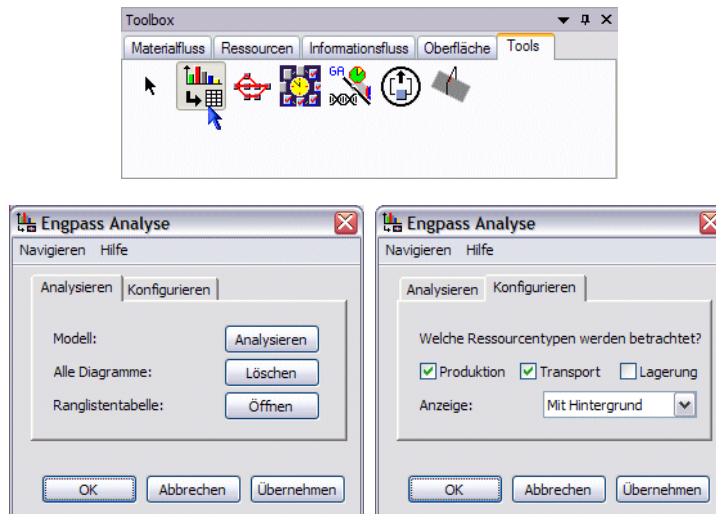 Toolbox
Materialfluss Ressourcen Informationsfluss Oberfläche Tools
GA
Engpass Analyse
Navigieren Hilfe
Analysieren Konfigurieren
Modell: Analysieren
Alle Diagramme: Löschen
Ranglistentabelle: Öffnen
OK Abbrechen Übernehmen
Engpass Analyse
Navigieren Hilfe
Analysieren Konfigurieren
Welche Ressourcentypen werden betrachtet?
Produktion Transport Lagerung
Anzeige: Mit Hintergrund
OK Abbrechen Übernehmen